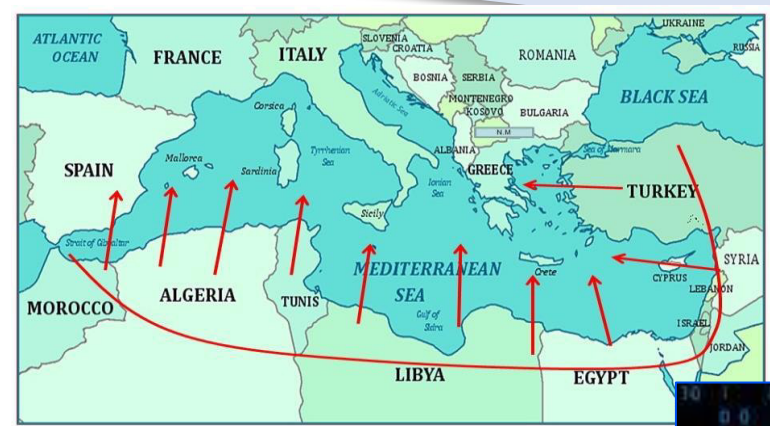 UKRAINE
ATLANTIC
OCEAN
FRANCE
ITALY
SLOVENIA
CROATIA
ROMANIA
RUSSIA
BOSNIA
SERBIA
BLACK SEA
Corsica
Adriatic Sea
MONTENEGRO
KOSOVO
BULGARIA
N.M
SPAIN
Mallorca
Sardinia
Tyrrhenian
Sea
ALBANIA
Sea of Marmara
GREECE
Ionian
Sea
TURKEY
Sicily
Strait of Gibraltar
MEDITERRANEAN
SEA
Crete
CYPRUS
SYRIA
LEBANON
MOROCCO
ALGERIA
TUNIS
Gulf of
Sidra
ISRAEL
JORDAN
LIBYA
EGYPT